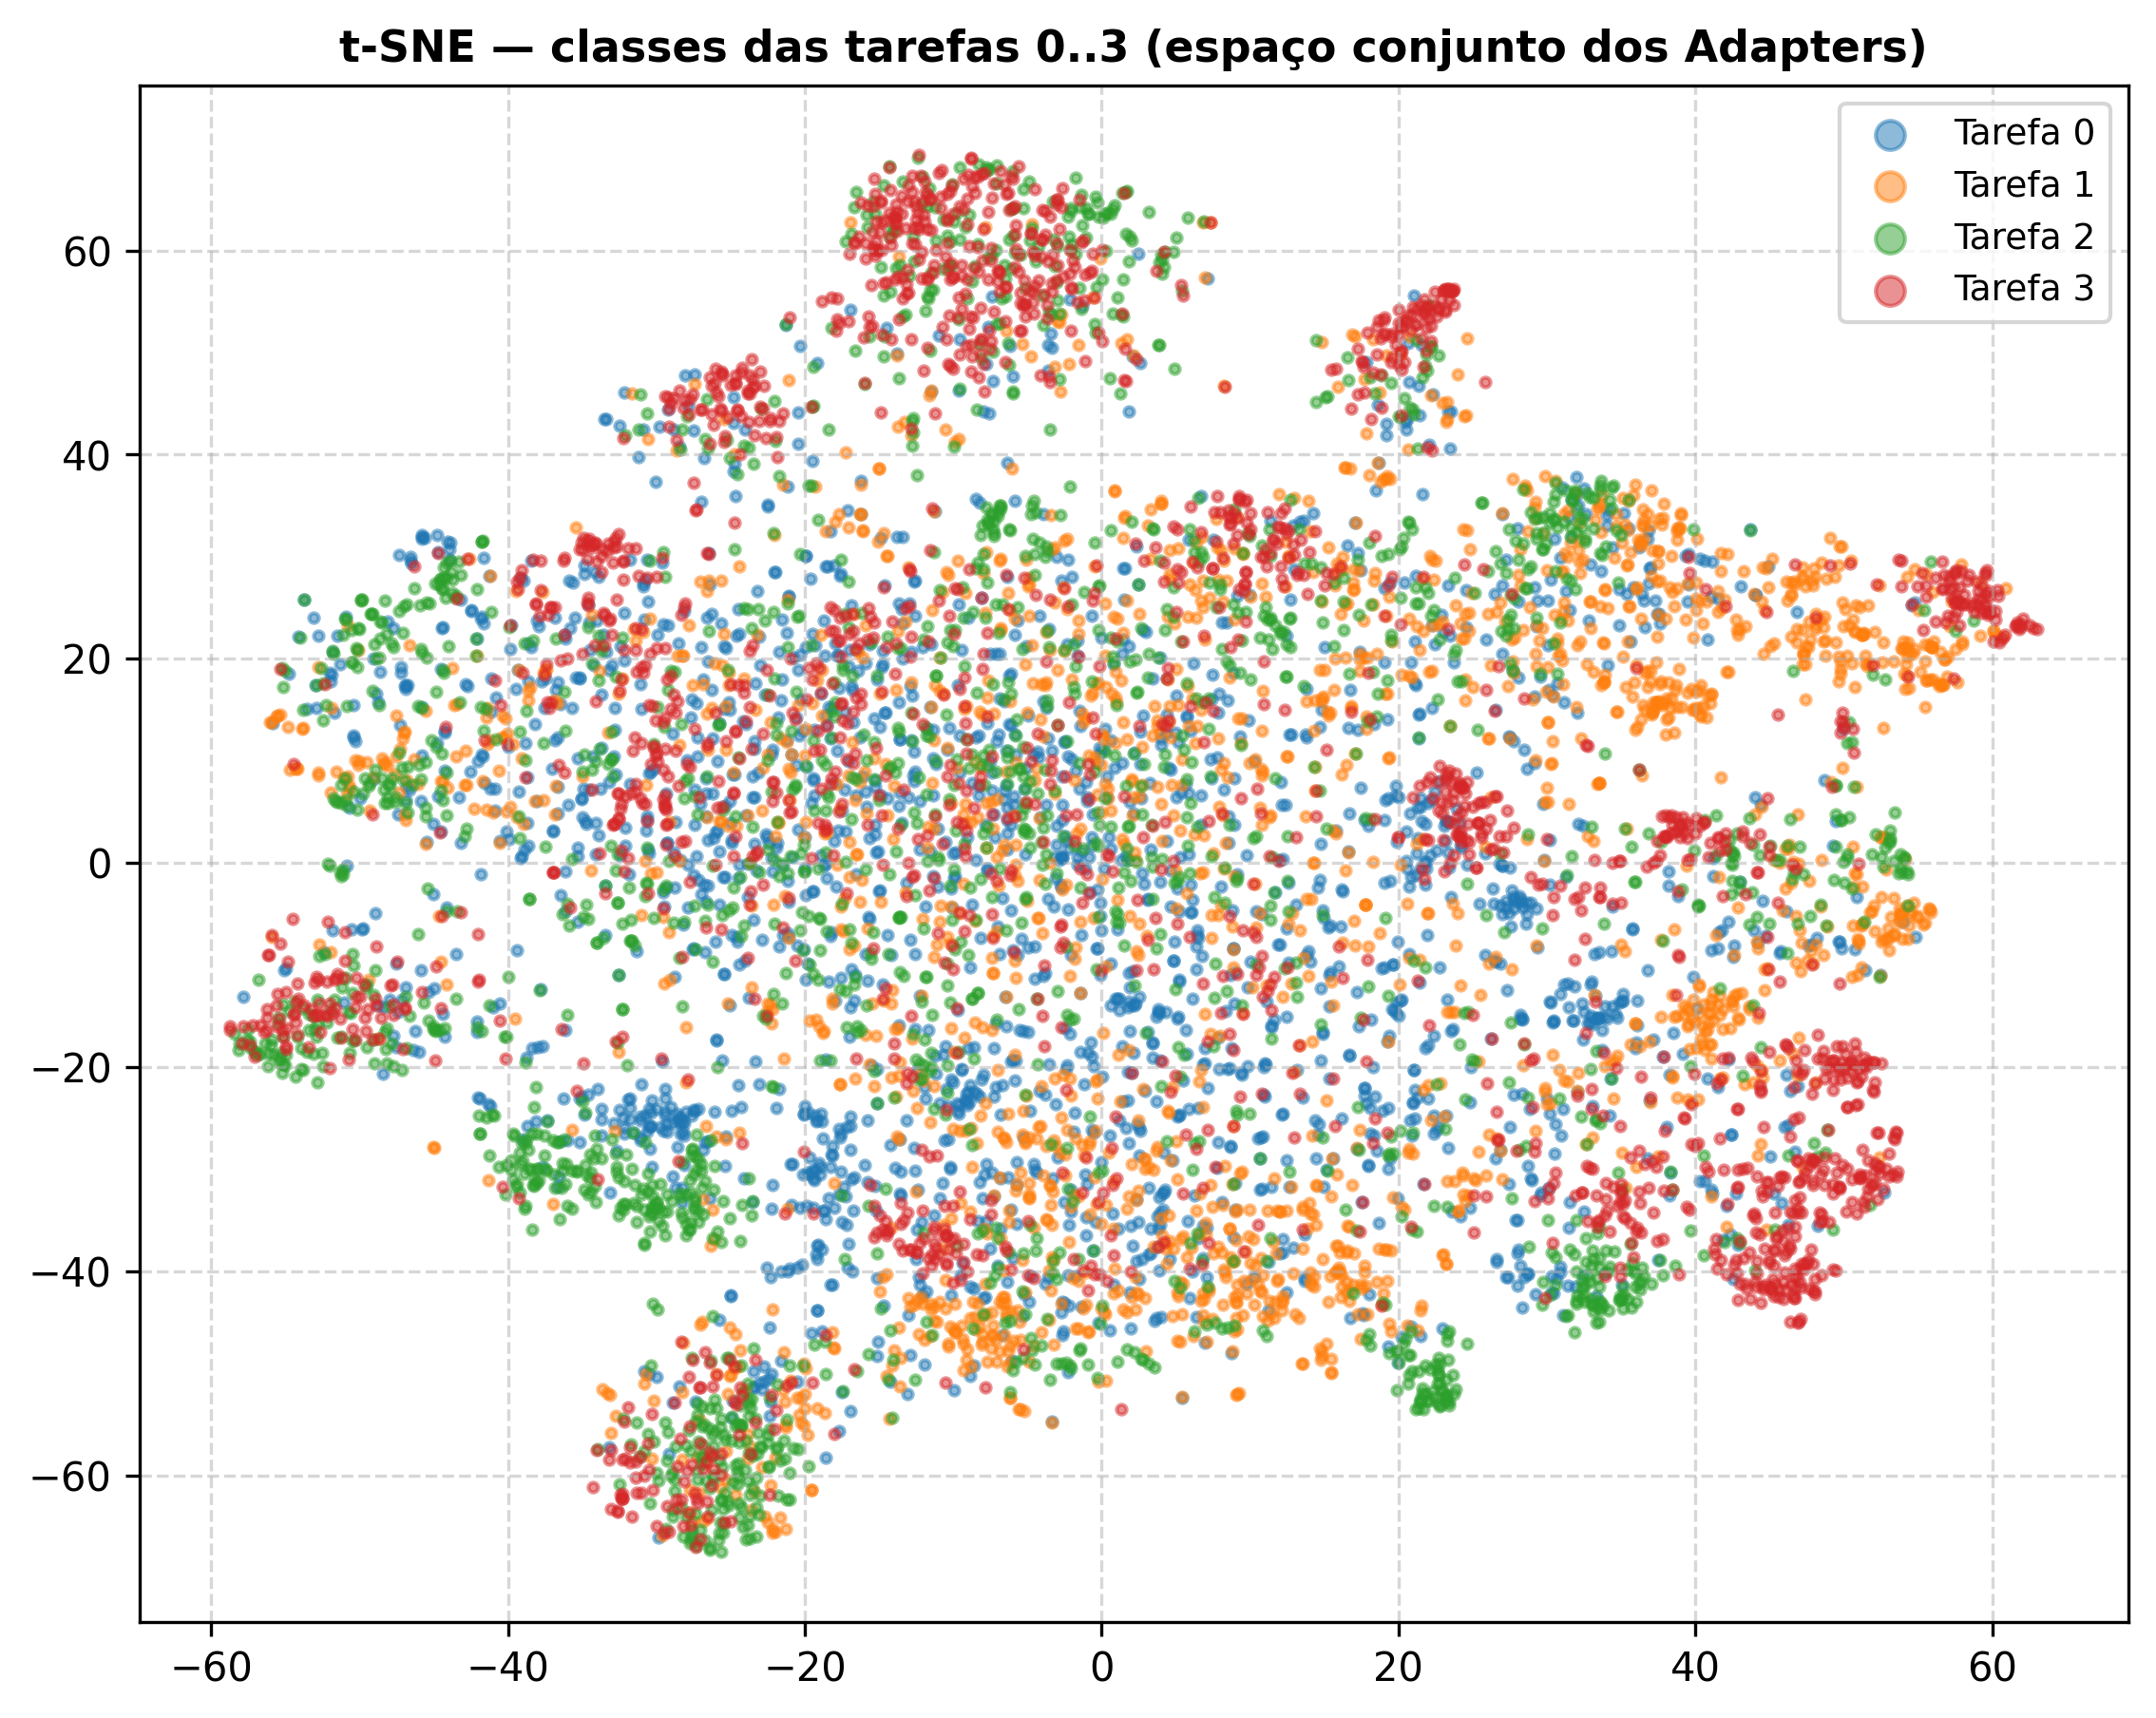 t-SNE — classes das tarefas 0..3 (espaço conjunto dos Adapters)
Tarefa 0
Tarefa 1
Tarefa 2
Tarefa 3
60
40
20
0
−20
−40
−60
−60 −40 −20 0 20 40 60